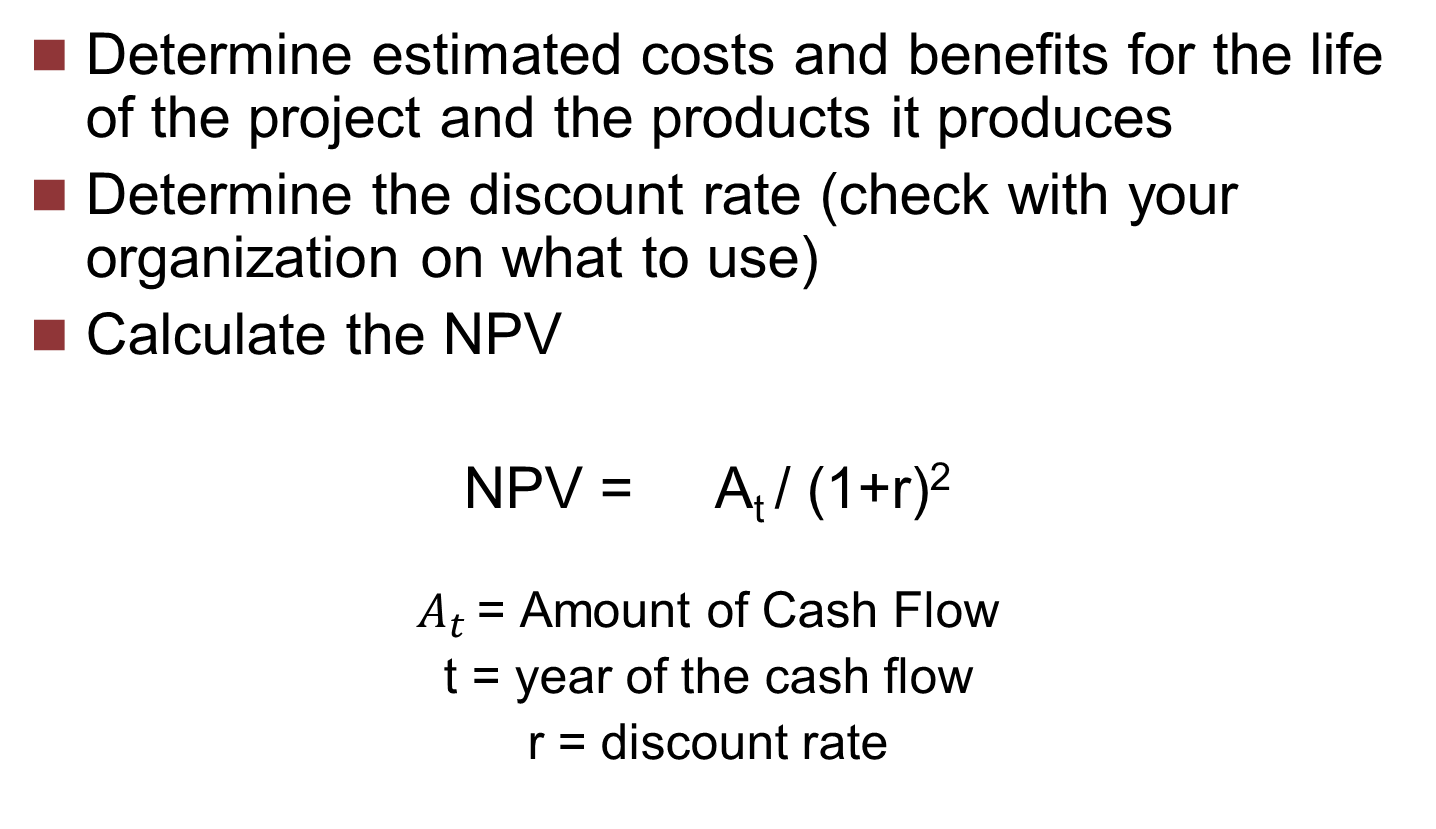 Determine estimated costs and benefits for the life
of the project and the products it produces
Determine the discount rate (check with your
organization on what to use)
Calculate the NPV
NPV = Aₜ / (1+r)²
𝐴ₜ = Amount of Cash Flow
t = year of the cash flow
r = discount rate